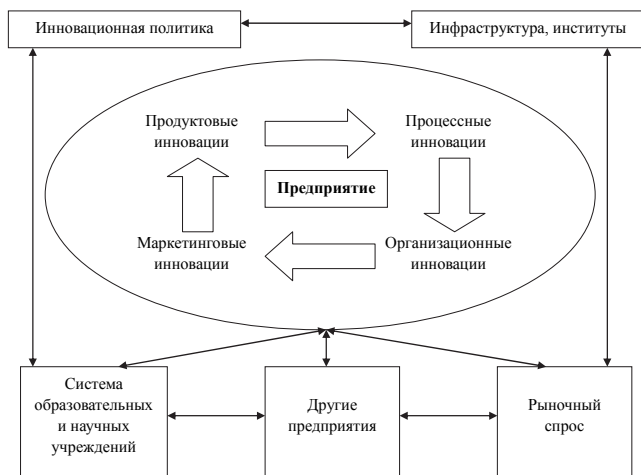 Инновационная политика
Инфраструктура, институты
Продуктовые
инновации
Процессные
инновации
Предприятие
Маркетинговые
инновации
Организационные
инновации
Система
образовательных
и научных
учреждений
Другие
предприятия
Рыночный
спрос